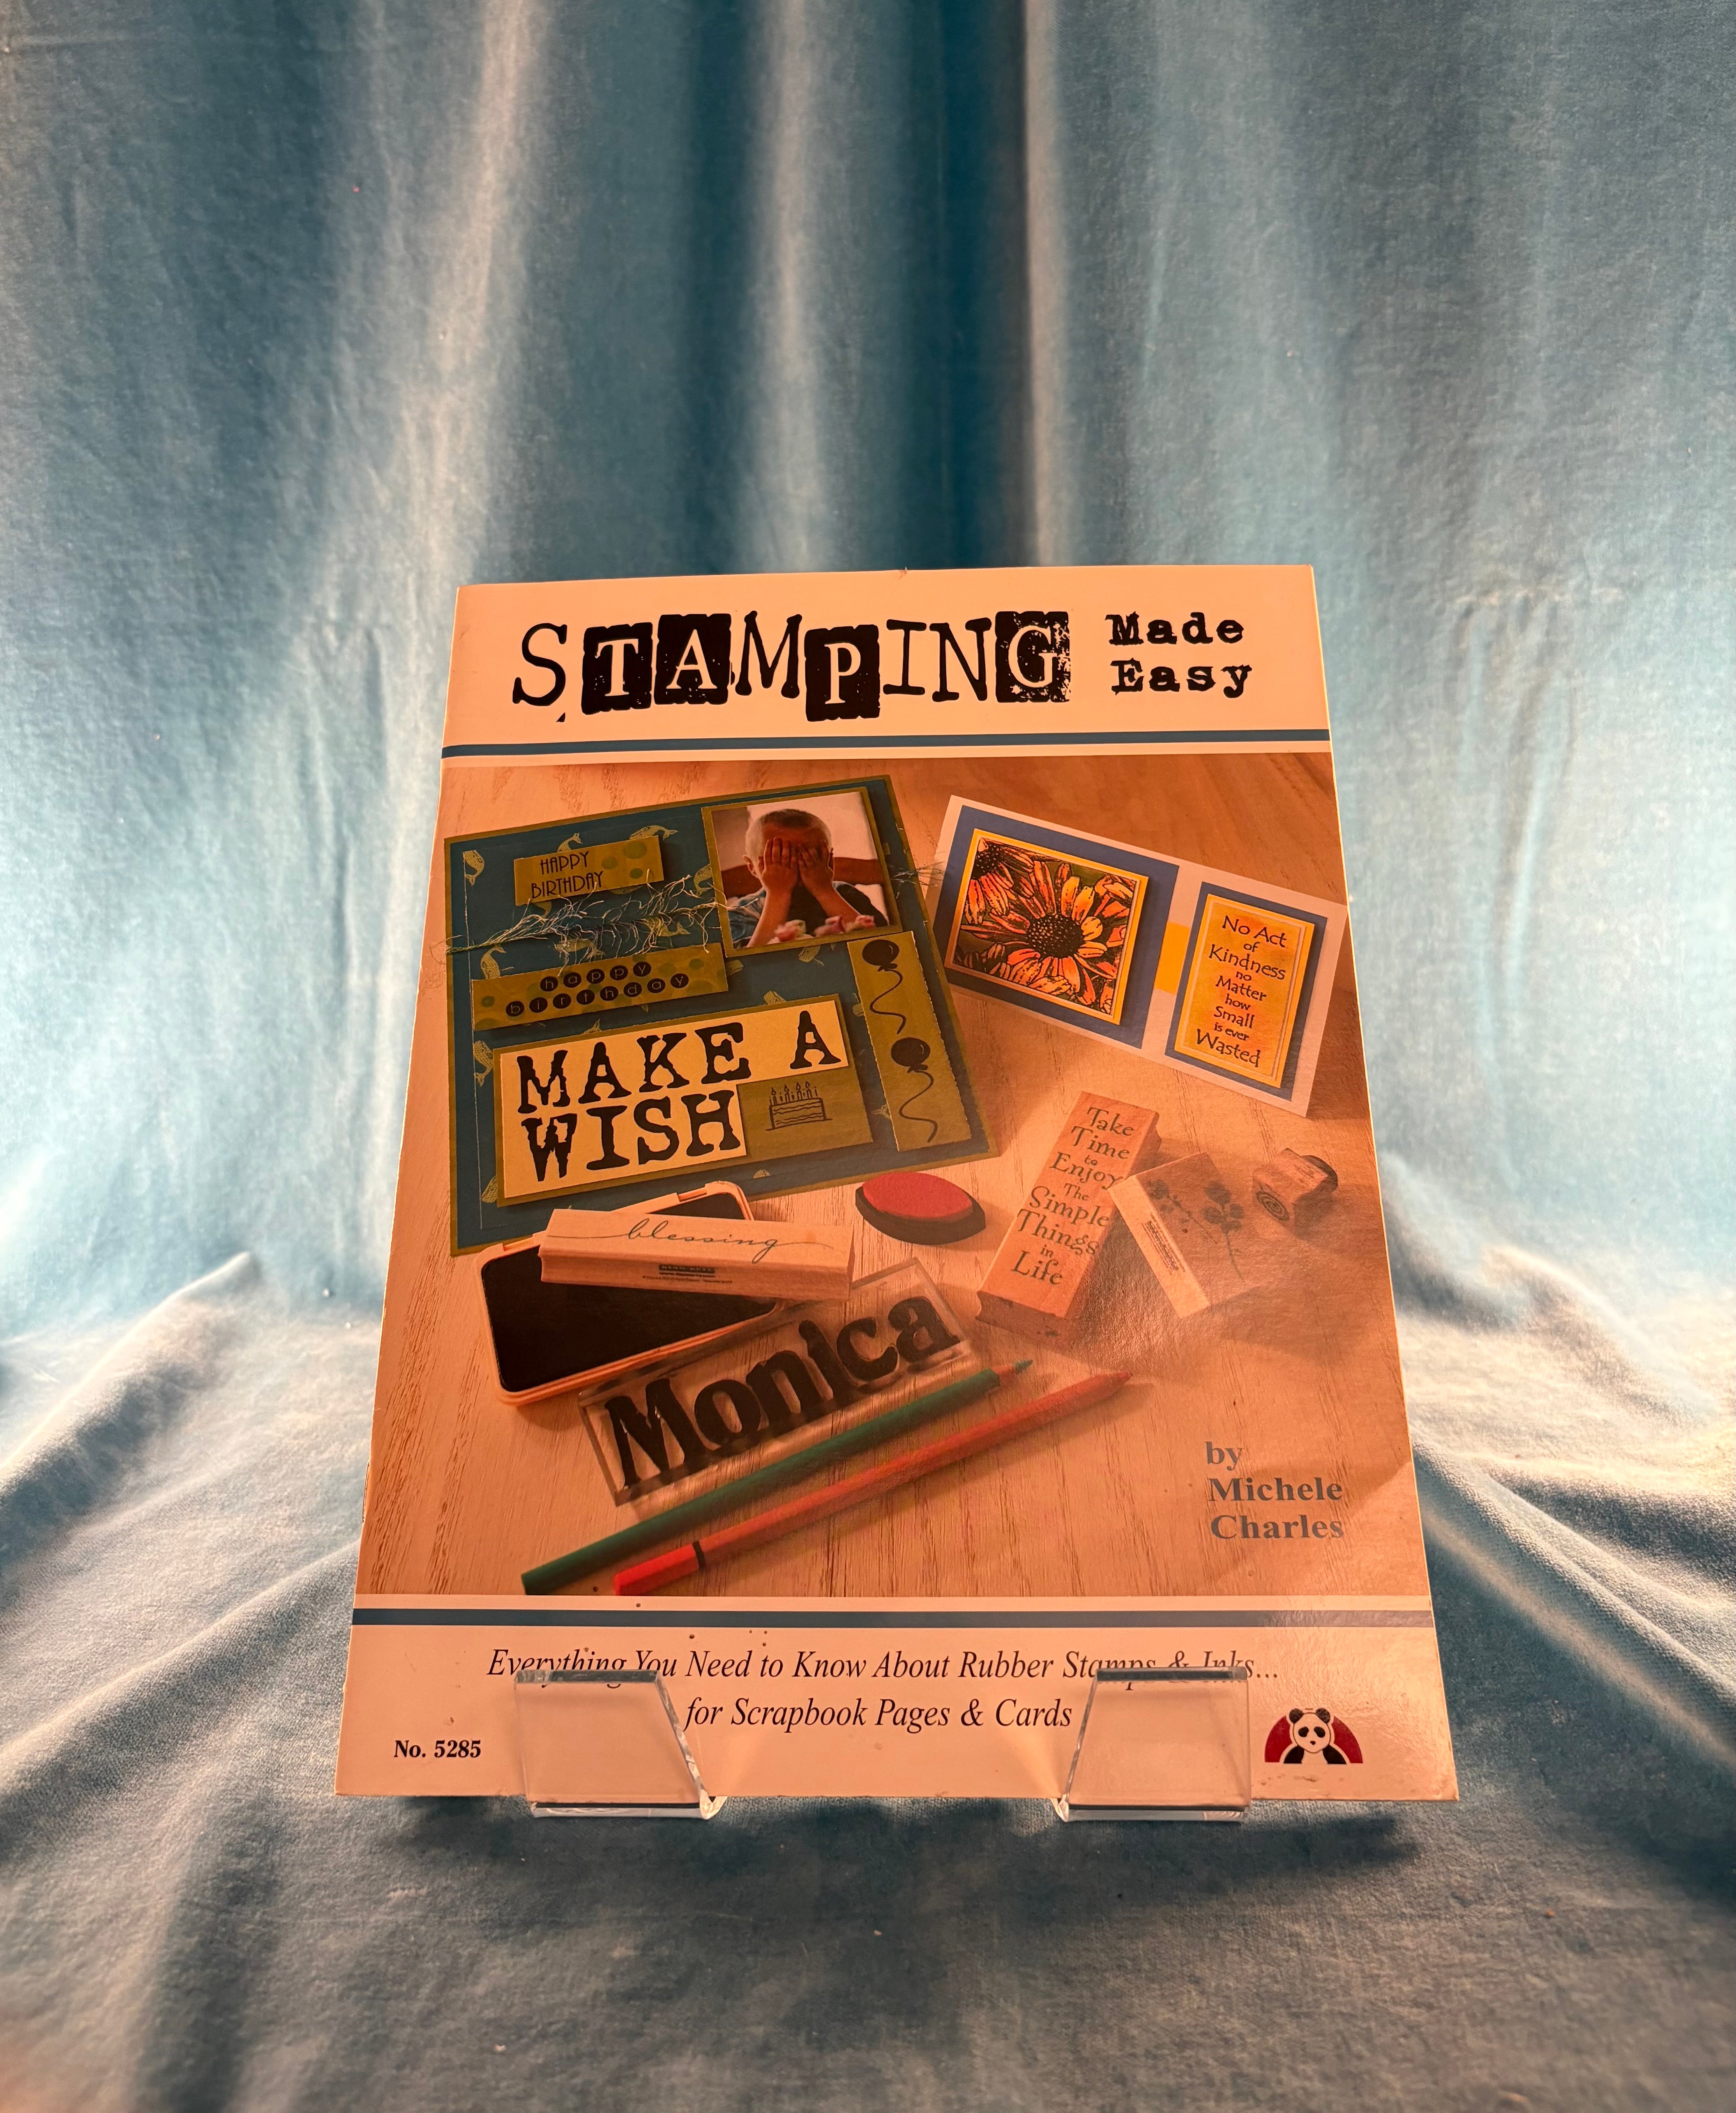 STAMPING
Made
Easy
HAPPY
BIRTHDAY
happy
birthday
MAKE A
WISH
No Act
of
Kindness
no
Matter
how
Small
is ever
Wasted
Take
Time
to
Enjoy
The
Simple
Things
in
Life
blessing
Monica
by
Michele
Charles
Everything You Need to Know About Rubber Stamps & Inks...
for Scrapbook Pages & Cards
No. 5285